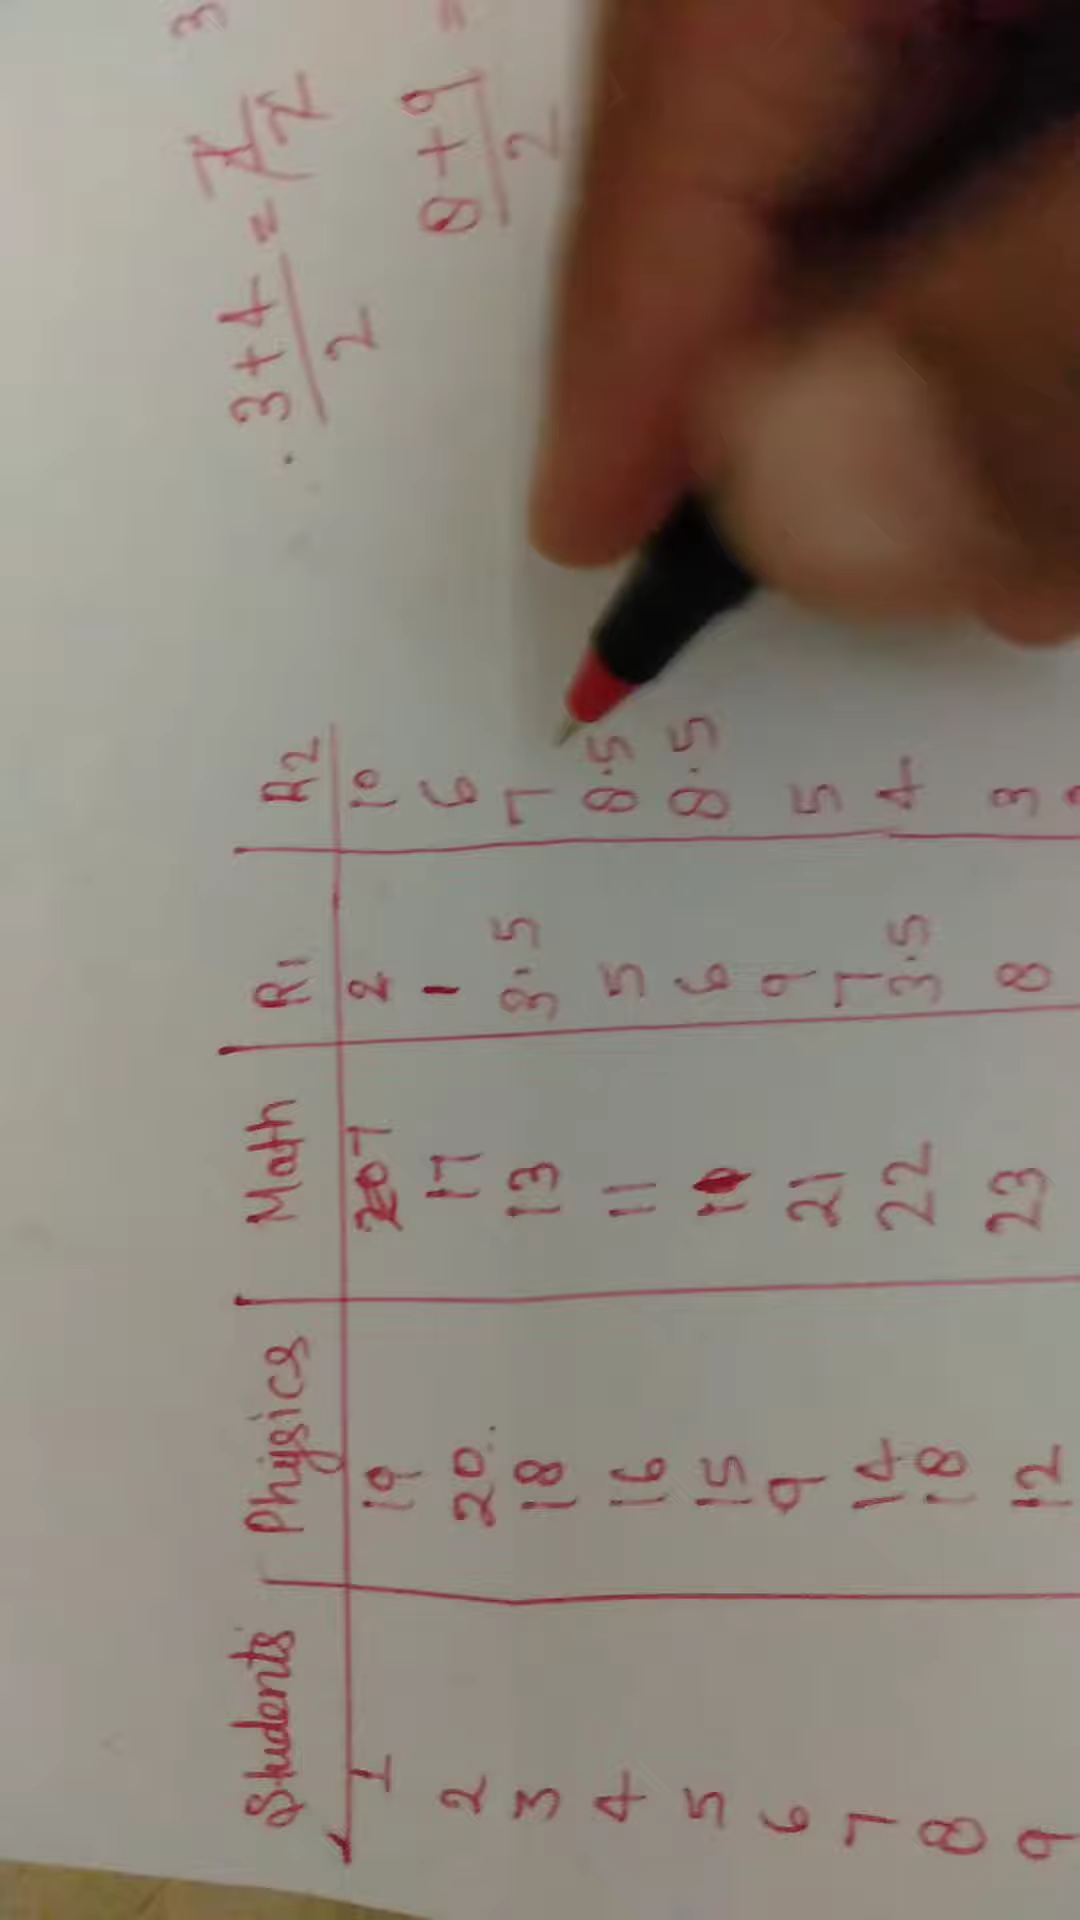 Students Physics Math R1 R2
1 19 7 2 10
2 20 17 1 6
3 18 13 3.5 7
4 16 11 5 8.5
5 15 11 6 8.5
6 9 21 9 5
7 14 22 7 4
8 18 23 3.5 3
9 12 8
3+4/2 = 7/2 3
8+9/2 =